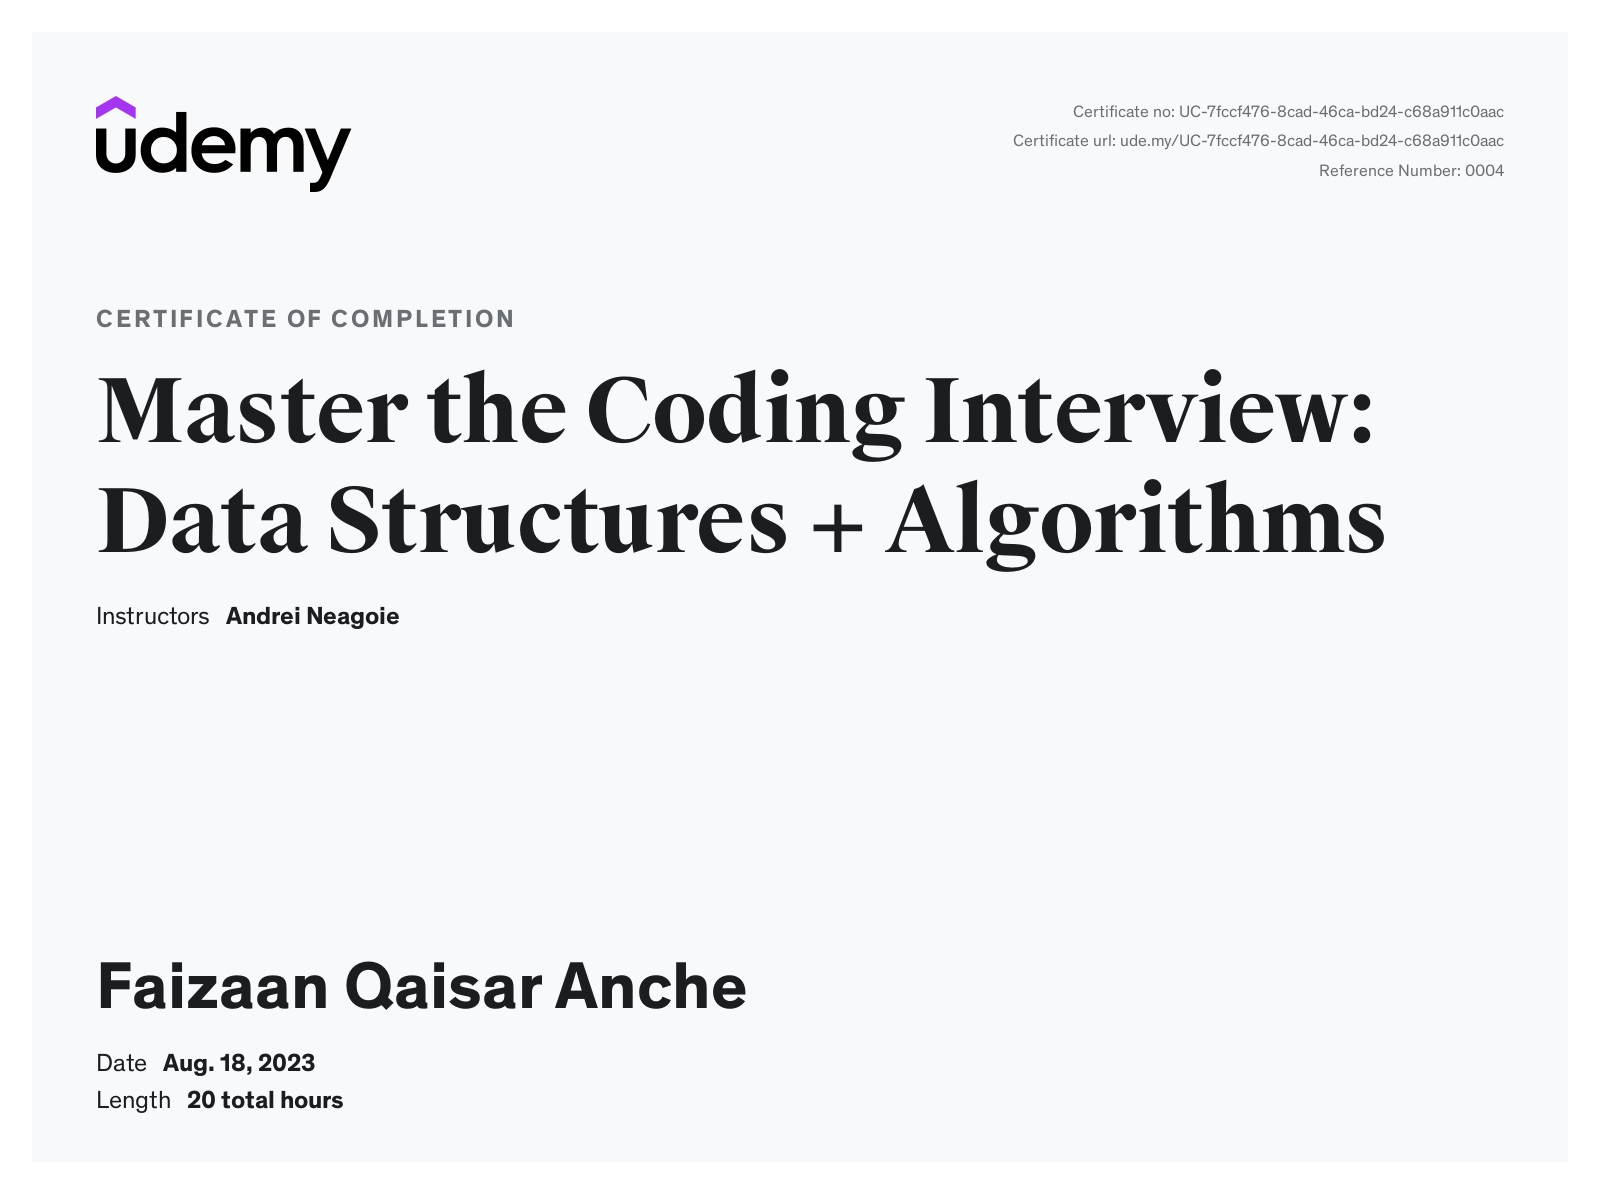 udemy
Certificate no: UC-7fccf476-8cad-46ca-bd24-c68a911c0aac
Certificate url: ude.my/UC-7fccf476-8cad-46ca-bd24-c68a911c0aac
Reference Number: 0004
CERTIFICATE OF COMPLETION
Master the Coding Interview:
Data Structures + Algorithms
Instructors Andrei Neagoie
Faizaan Qaisar Anche
Date Aug. 18, 2023
Length 20 total hours